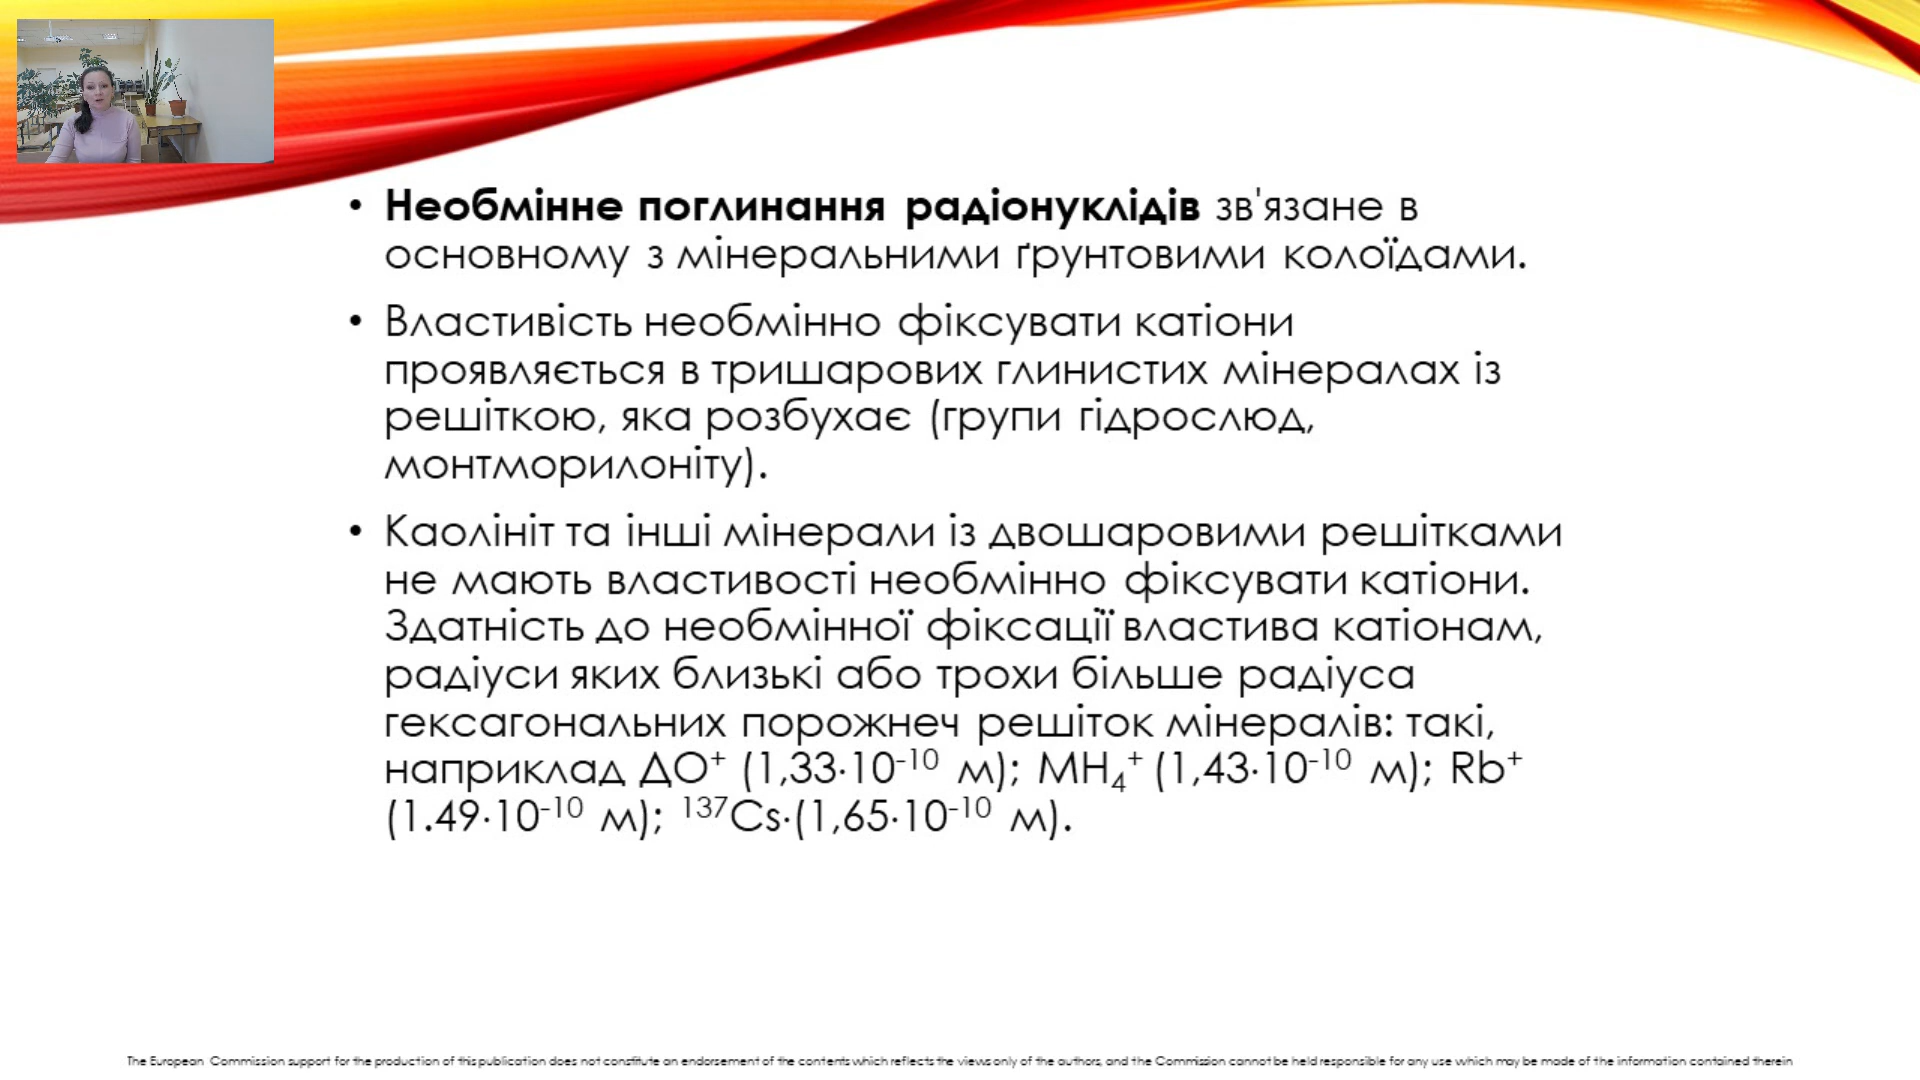 • Необмінне поглинання радіонуклідів зв'язане в
основному з мінеральними ґрунтовими колоїдами.
• Властивість необмінно фіксувати катіони
проявляється в тришарових глинистих мінералах із
решіткою, яка розбухає (групи гідрослюд,
монтморилоніту).
• Каолініт та інші мінерали із двошаровими решітками
не мають властивості необмінно фіксувати катіони.
Здатність до необмінної фіксації властива катіонам,
радіуси яких близькі або трохи більше радіуса
гексагональних порожнеч решіток мінералів: такі,
наприклад ДО⁺ (1,33·10⁻¹⁰ м); МН₄⁺ (1,43·10⁻¹⁰ м); Rb⁺
(1.49·10⁻¹⁰ м); ¹³⁷Cs·(1,65·10⁻¹⁰ м).
The European Commission support for the production of this publication does not constitute an endorsement of the contents which reflects the views only of the authors, and the Commission cannot be held responsible for any use which may be made of the information contained therein